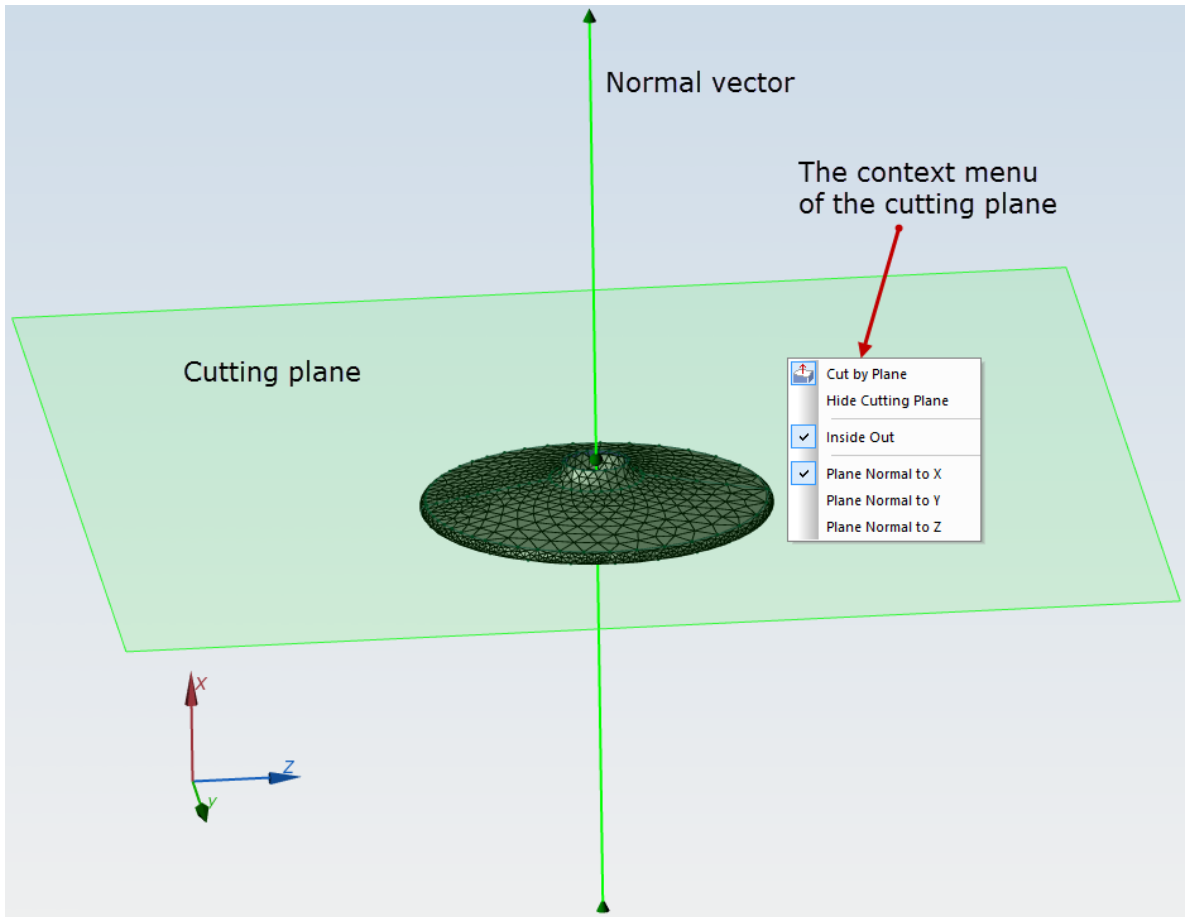 Normal vector
The context menu
of the cutting plane
Cutting plane
Cut by Plane
Hide Cutting Plane
Inside Out
Plane Normal to X
Plane Normal to Y
Plane Normal to Z
X
Z
y